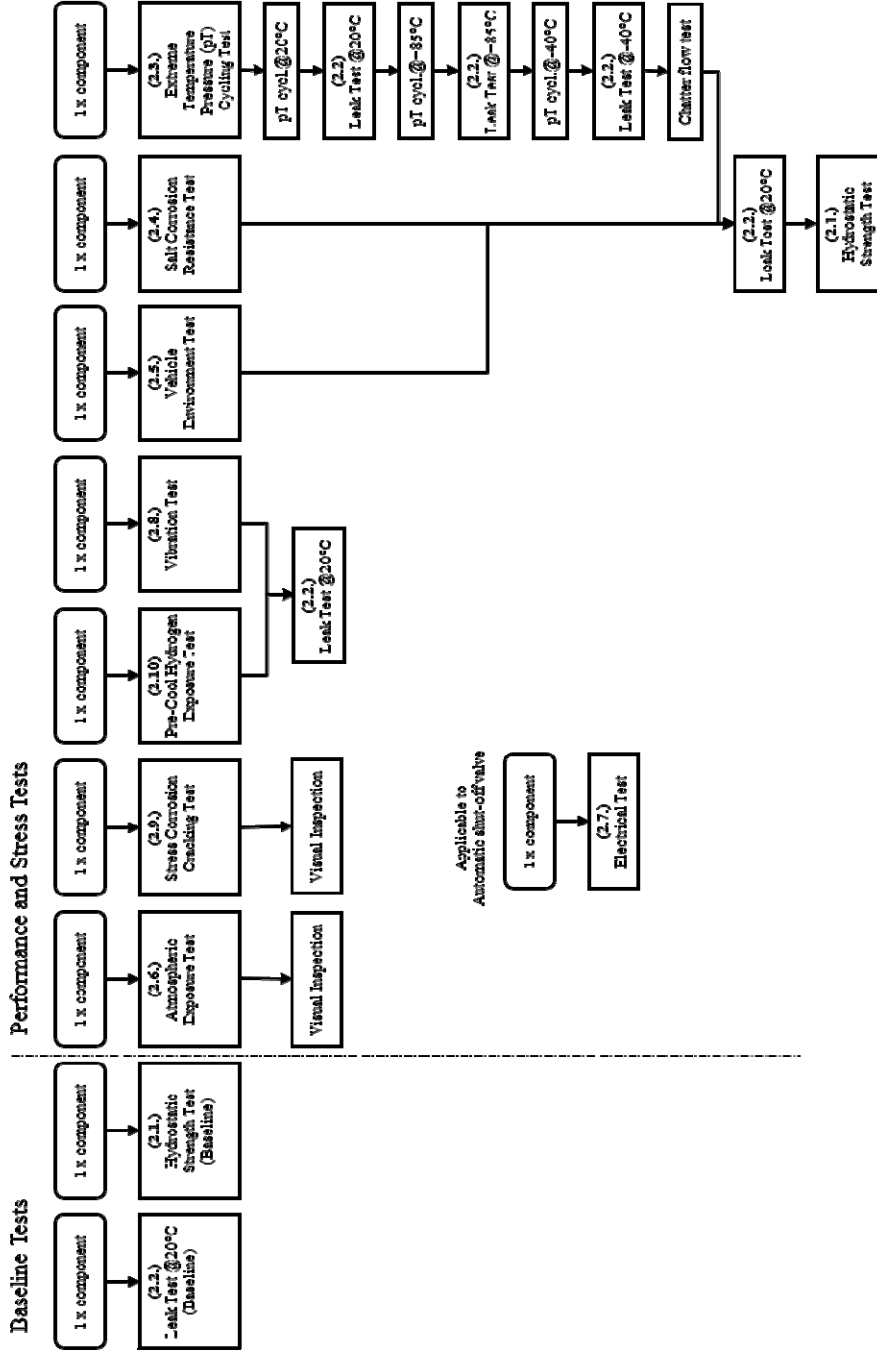 Baseline Tests
Performance and Stress Tests
1 x component
(2.2.)
Leak Test @20°C
(Baseline)
1 x component
(2.1.)
Hydrostatic
Strength Test
(Baseline)
1 x component
(2.6.)
Atmospheric
Exposure Test
Visual Inspection
1 x component
(2.9.)
Stress Corrosion
Cracking Test
Visual Inspection
1 x component
(2.10)
Pre-Cool Hydrogen
Exposure Test
1 x component
(2.8.)
Vibration Test
(2.2.)
Leak Test @20°C
1 x component
(2.5.)
Vehicle
Environment Test
1 x component
(2.4.)
Salt Corrosion
Resistance Test
1 x component
(2.3.)
Extreme
Temperature
Pressure (pT)
Cycling Test
pT cycl.@20°C
(2.2)
Leak Test @20°C
pT cycl.@+85°C
(2.2.)
Leak Test @+85°C
pT cycl.@-40°C
(2.2.)
Leak Test @-40°C
Chatter flow test
(2.2.)
Leak Test @20°C
(2.1.)
Hydrostatic
Strength Test
Applicable to
Automatic shut-off valve
1 x component
(2.7.)
Electrical Test